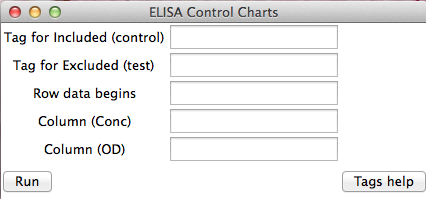 ELISA Control Charts
Tag for Included (control)
Tag for Excluded (test)
Row data begins
Column (Conc)
Column (OD)
Run Tags help